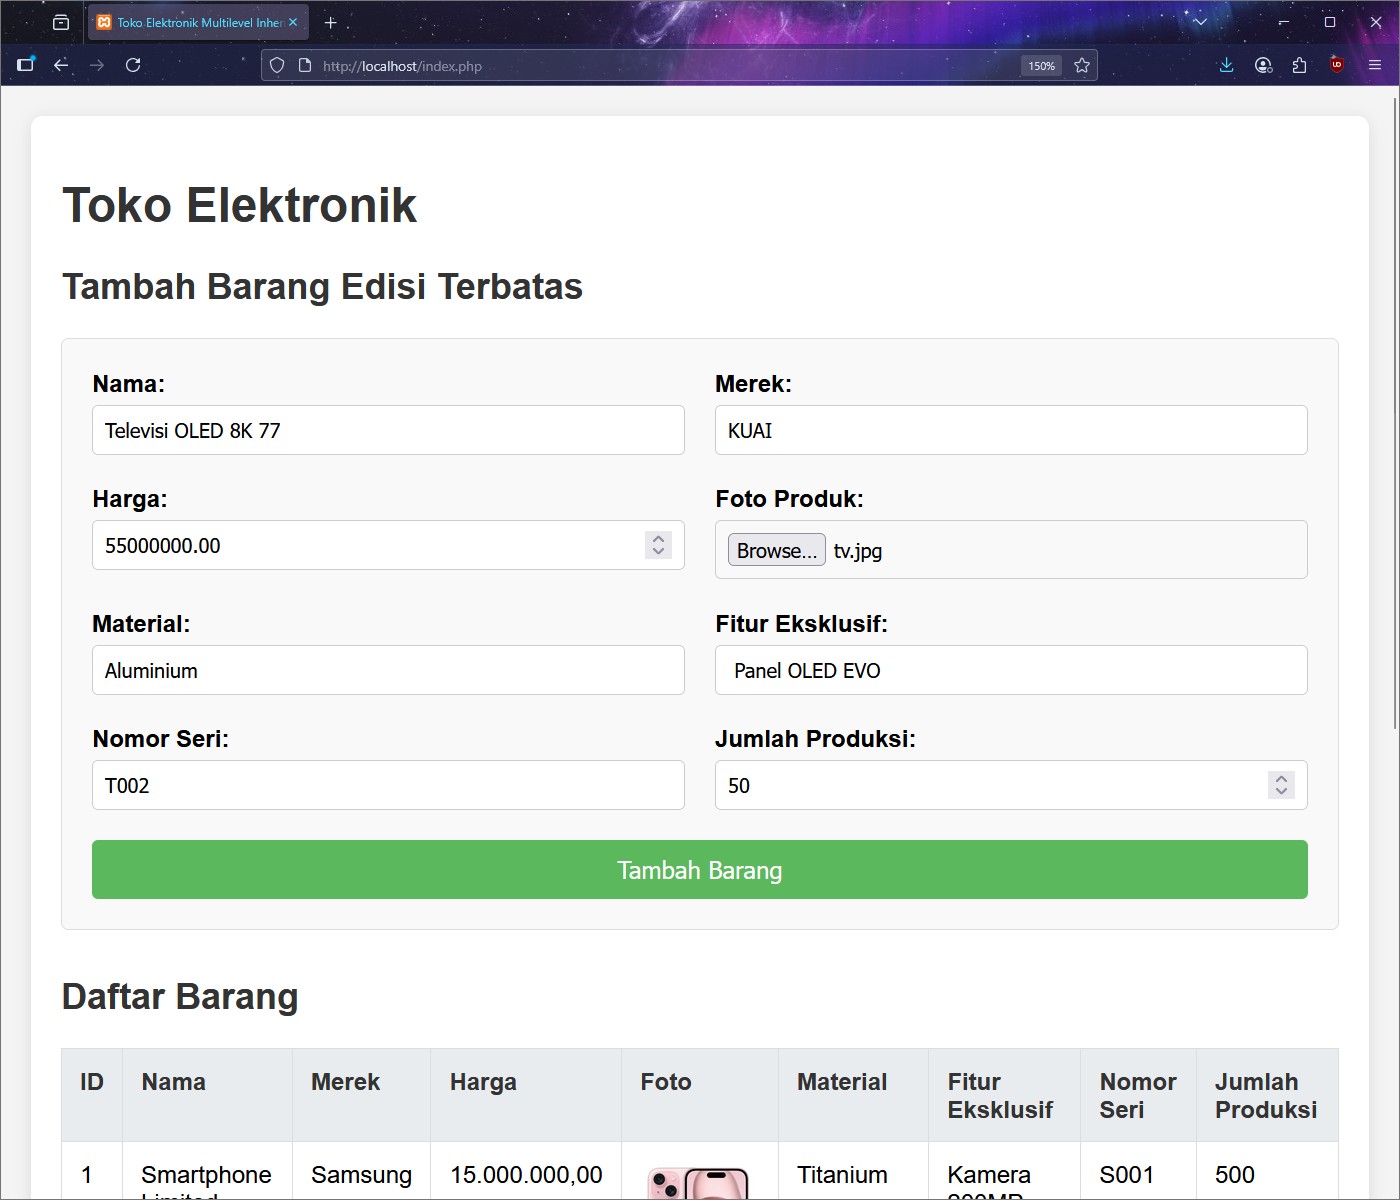 Toko Elektronik Multilevel Inher
http://localhost/index.php
150%
Toko Elektronik
Tambah Barang Edisi Terbatas
Nama:
Merek:
Televisi OLED 8K 77
KUAI
Harga:
Foto Produk:
55000000.00
Browse... tv.jpg
Material:
Fitur Eksklusif:
Aluminium
Panel OLED EVO
Nomor Seri:
Jumlah Produksi:
T002
50
Tambah Barang
Daftar Barang
ID Nama Merek Harga Foto Material Fitur Nomor Jumlah
Eksklusif Seri Produksi
1 Smartphone Samsung 15.000.000,00 Titanium Kamera S001 500
Limited 200MP